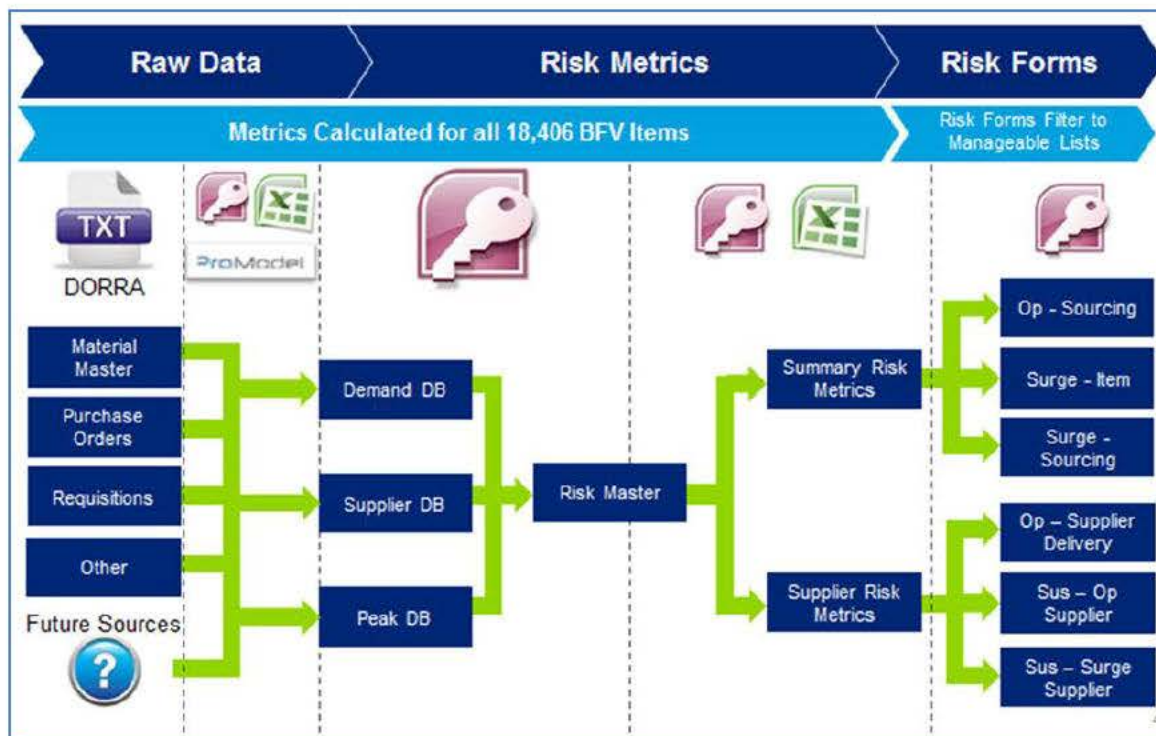 Raw Data
Risk Metrics
Risk Forms
Metrics Calculated for all 18,406 BFV Items
Risk Forms Filter to
Manageable Lists
TXT
DORRA
ProModel
Material
Master
Purchase
Orders
Requisitions
Other
Future Sources
?
Demand DB
Supplier DB
Peak DB
Risk Master
Summary Risk
Metrics
Supplier Risk
Metrics
Op - Sourcing
Surge - Item
Surge -
Sourcing
Op – Supplier
Delivery
Sus – Op
Supplier
Sus – Surge
Supplier